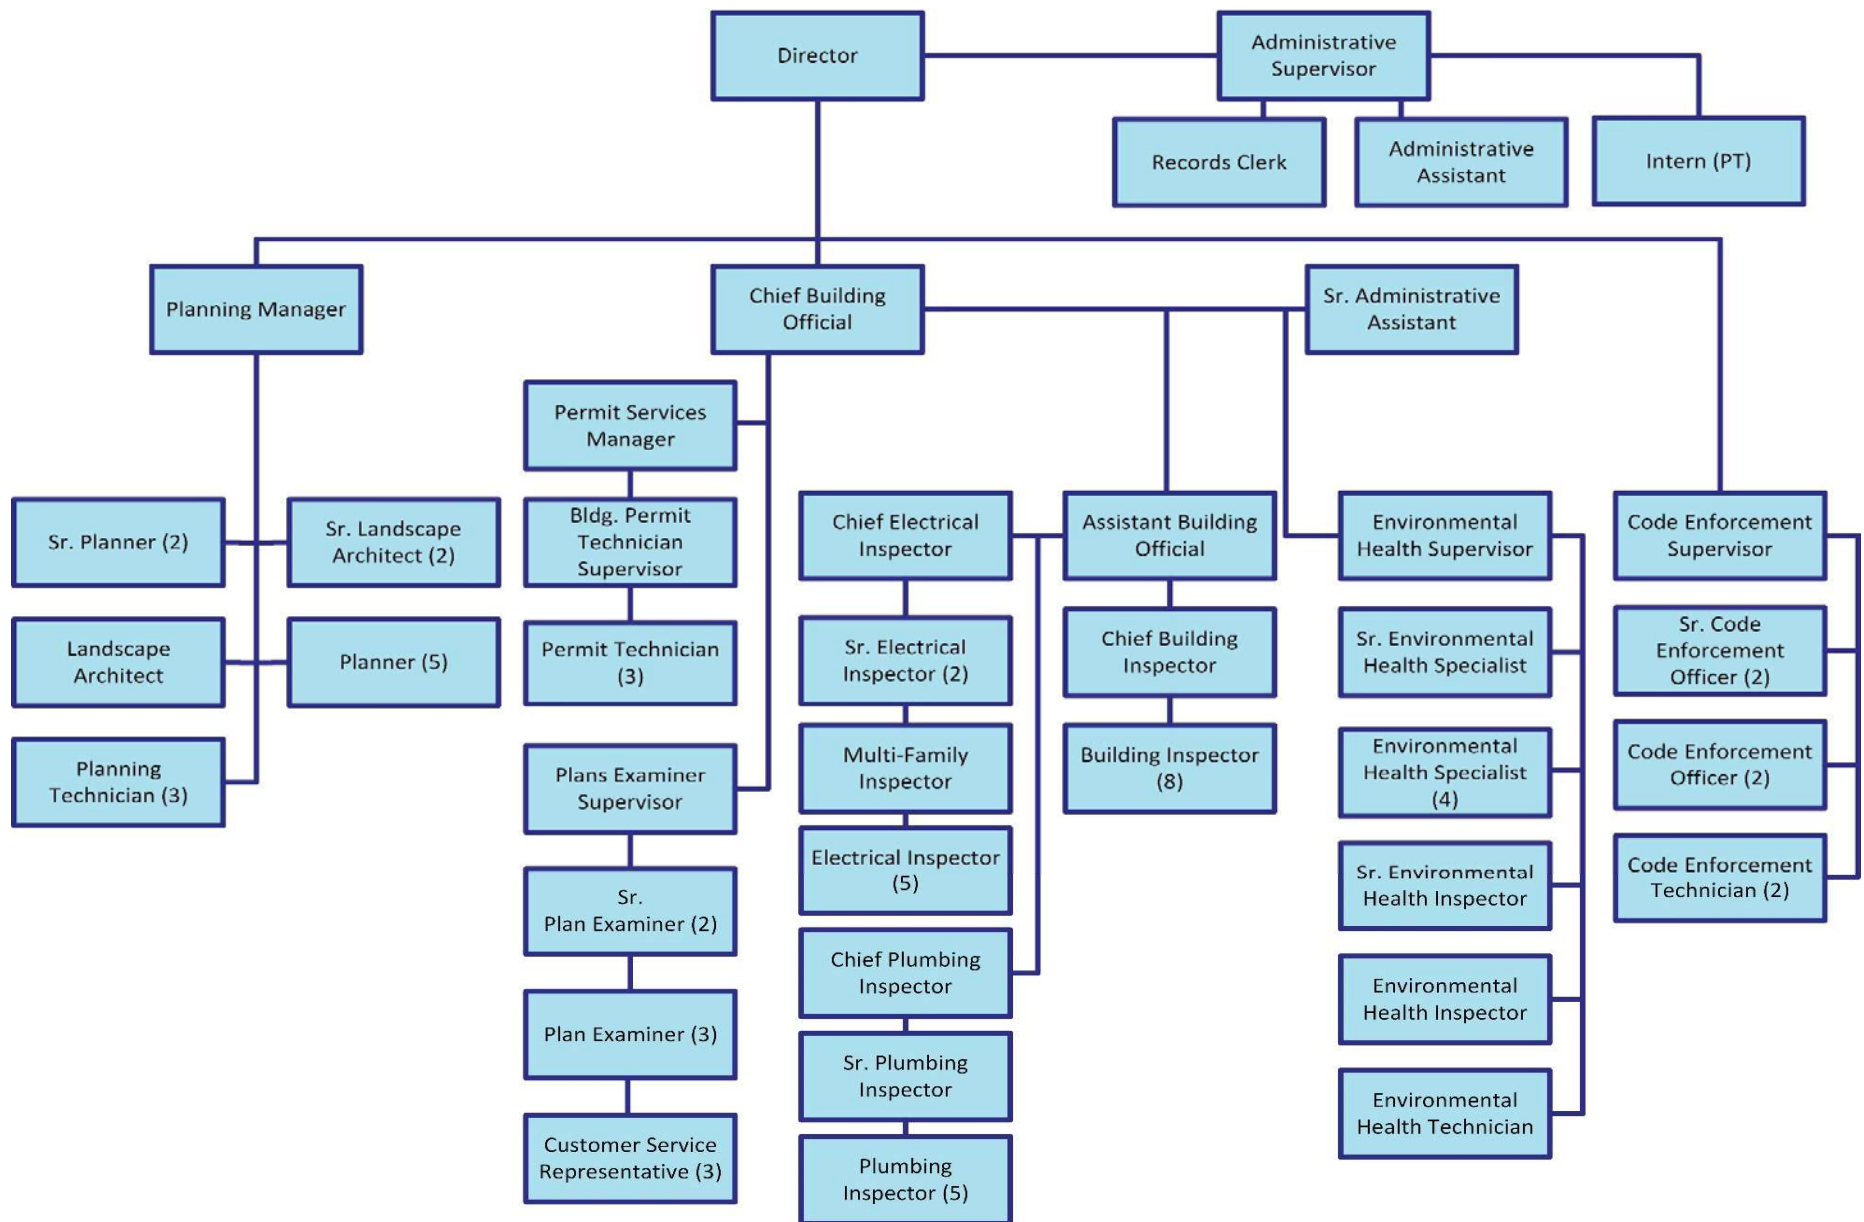 Director
Administrative
Supervisor
Records Clerk
Administrative
Assistant
Intern (PT)
Planning Manager
Chief Building
Official
Sr. Administrative
Assistant
Permit Services
Manager
Sr. Planner (2)
Sr. Landscape
Architect (2)
Landscape
Architect
Planner (5)
Planning
Technician (3)
Bldg. Permit
Technician
Supervisor
Permit Technician
(3)
Plans Examiner
Supervisor
Sr.
Plan Examiner (2)
Plan Examiner (3)
Customer Service
Representative (3)
Chief Electrical
Inspector
Sr. Electrical
Inspector (2)
Multi-Family
Inspector
Electrical Inspector
(5)
Chief Plumbing
Inspector
Sr. Plumbing
Inspector
Plumbing
Inspector (5)
Assistant Building
Official
Chief Building
Inspector
Building Inspector
(8)
Environmental
Health Supervisor
Sr. Environmental
Health Specialist
Environmental
Health Specialist
(4)
Sr. Environmental
Health Inspector
Environmental
Health Inspector
Environmental
Health Technician
Code Enforcement
Supervisor
Sr. Code
Enforcement
Officer (2)
Code Enforcement
Officer (2)
Code Enforcement
Technician (2)